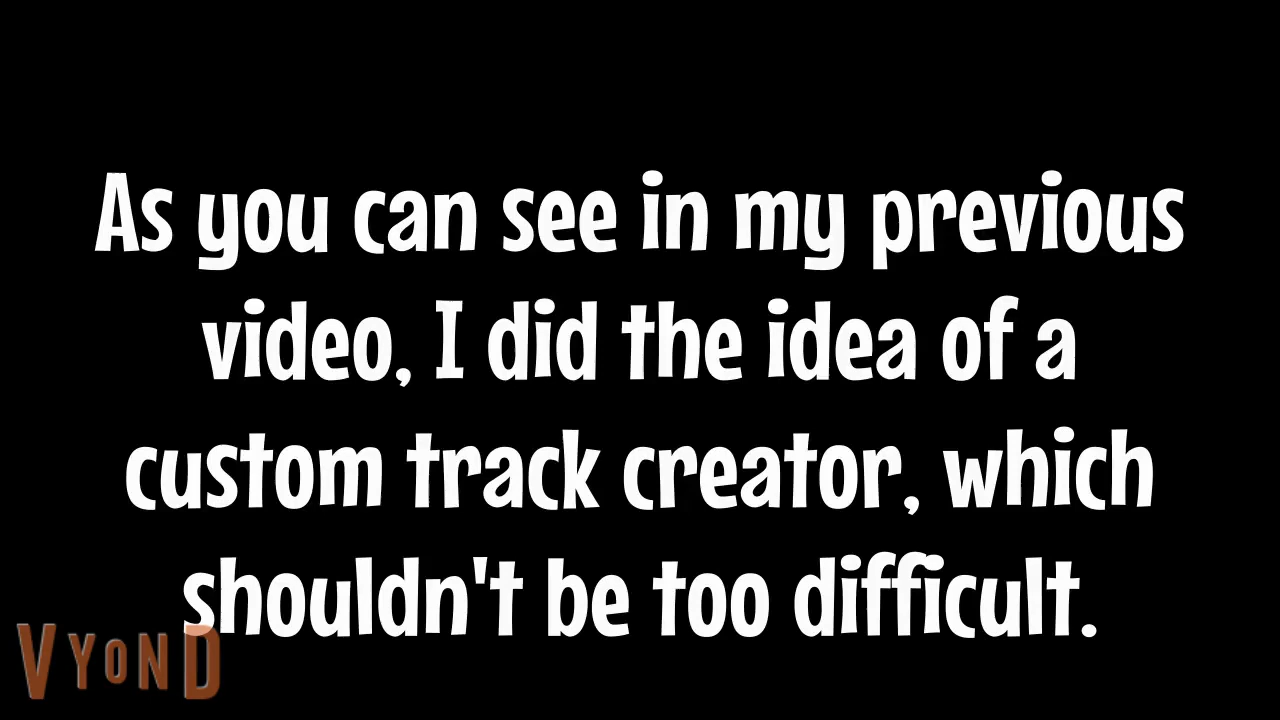 As you can see in my previous
video, I did the idea of a
custom track creator, which
shouldn't be too difficult.
VYOND